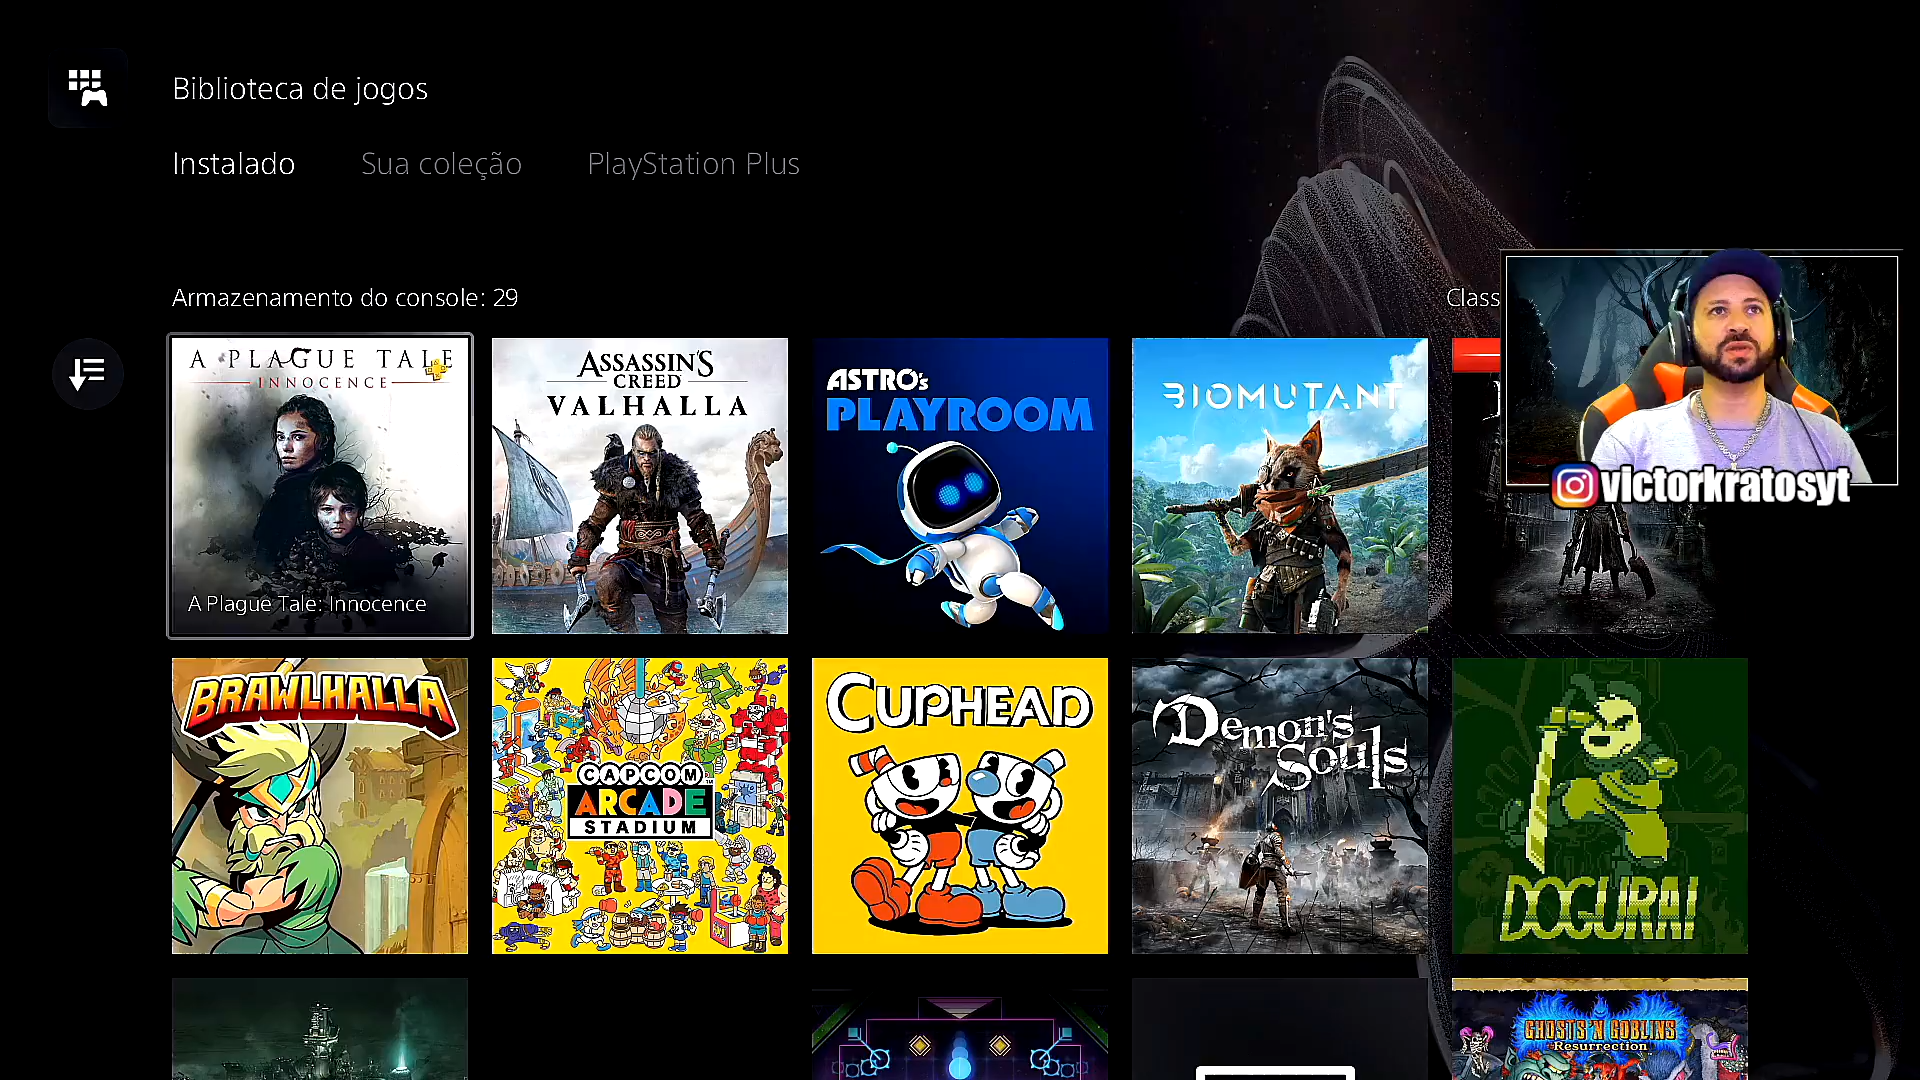 Biblioteca de jogos
Instalado
Sua coleção
PlayStation Plus
Armazenamento do console: 29
Class
A PLAGUE TALE
INNOCENCE
A Plague Tale: Innocence
ASSASSIN'S
CREED
VALHALLA
ASTRO's
PLAYROOM
BIOMUTANT
victorkratosyt
BRAWLHALLA
CAPCOM
ARCADE
STADIUM
CUPHEAD
Demon's
Souls
DOGURAI
GHOSTS 'N GOBLINS
Resurrection